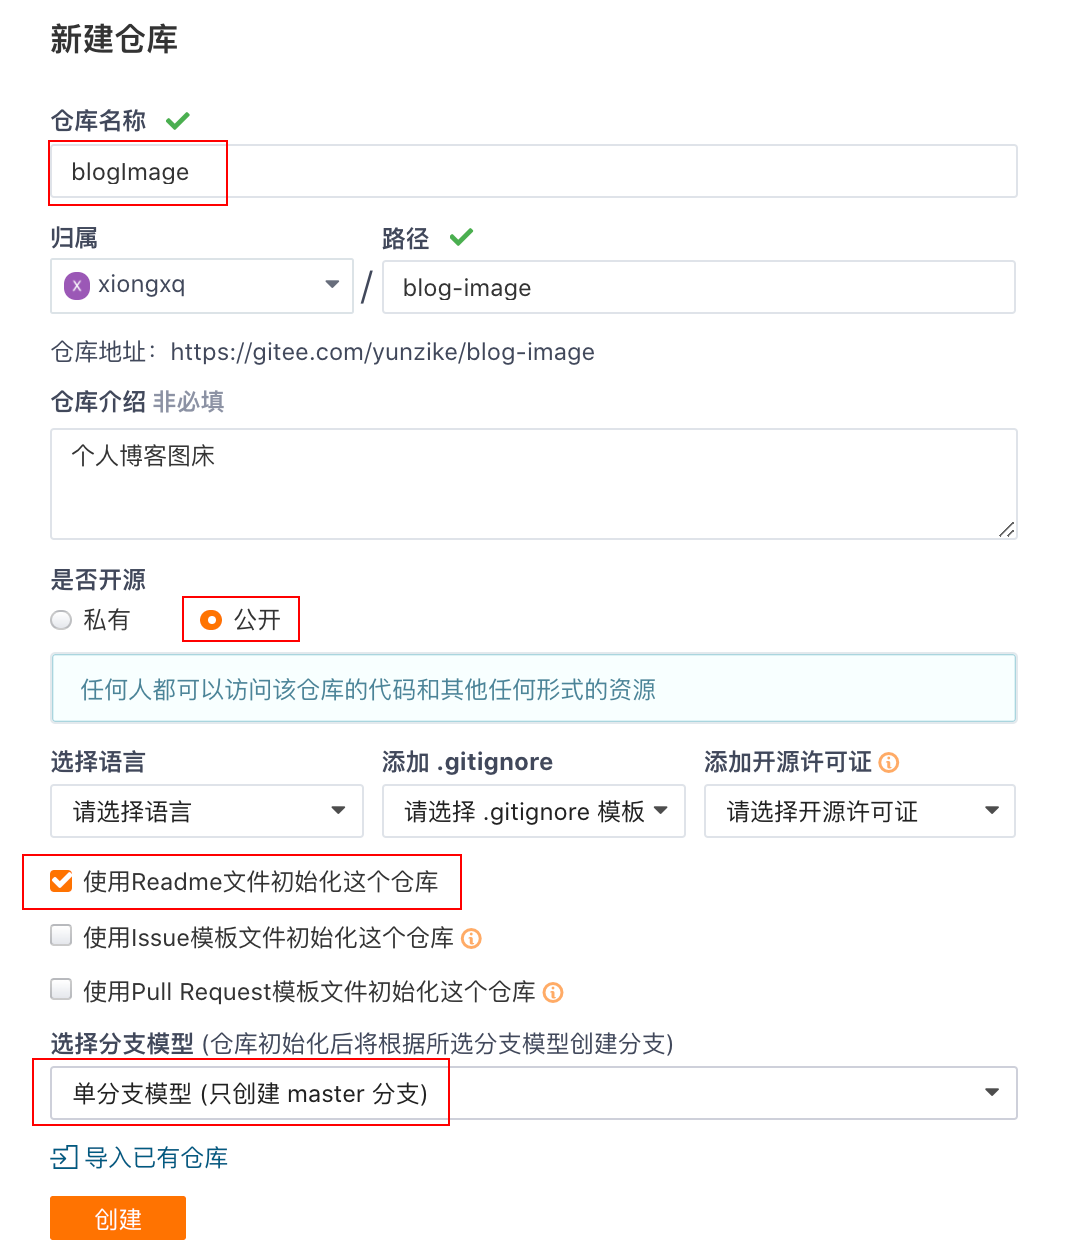 新建仓库
仓库名称
blogImage
归属
路径
X xiongxq / blog-image
仓库地址：https://gitee.com/yunzike/blog-image
仓库介绍 非必填
个人博客图床
是否开源
私有 公开
任何人都可以访问该仓库的代码和其他任何形式的资源
选择语言 添加 .gitignore 添加开源许可证
请选择语言 请选择 .gitignore 模板 请选择开源许可证
使用Readme文件初始化这个仓库
使用Issue模板文件初始化这个仓库
使用Pull Request模板文件初始化这个仓库
选择分支模型 (仓库初始化后将根据所选分支模型创建分支)
单分支模型 (只创建 master 分支)
导入已有仓库
创建